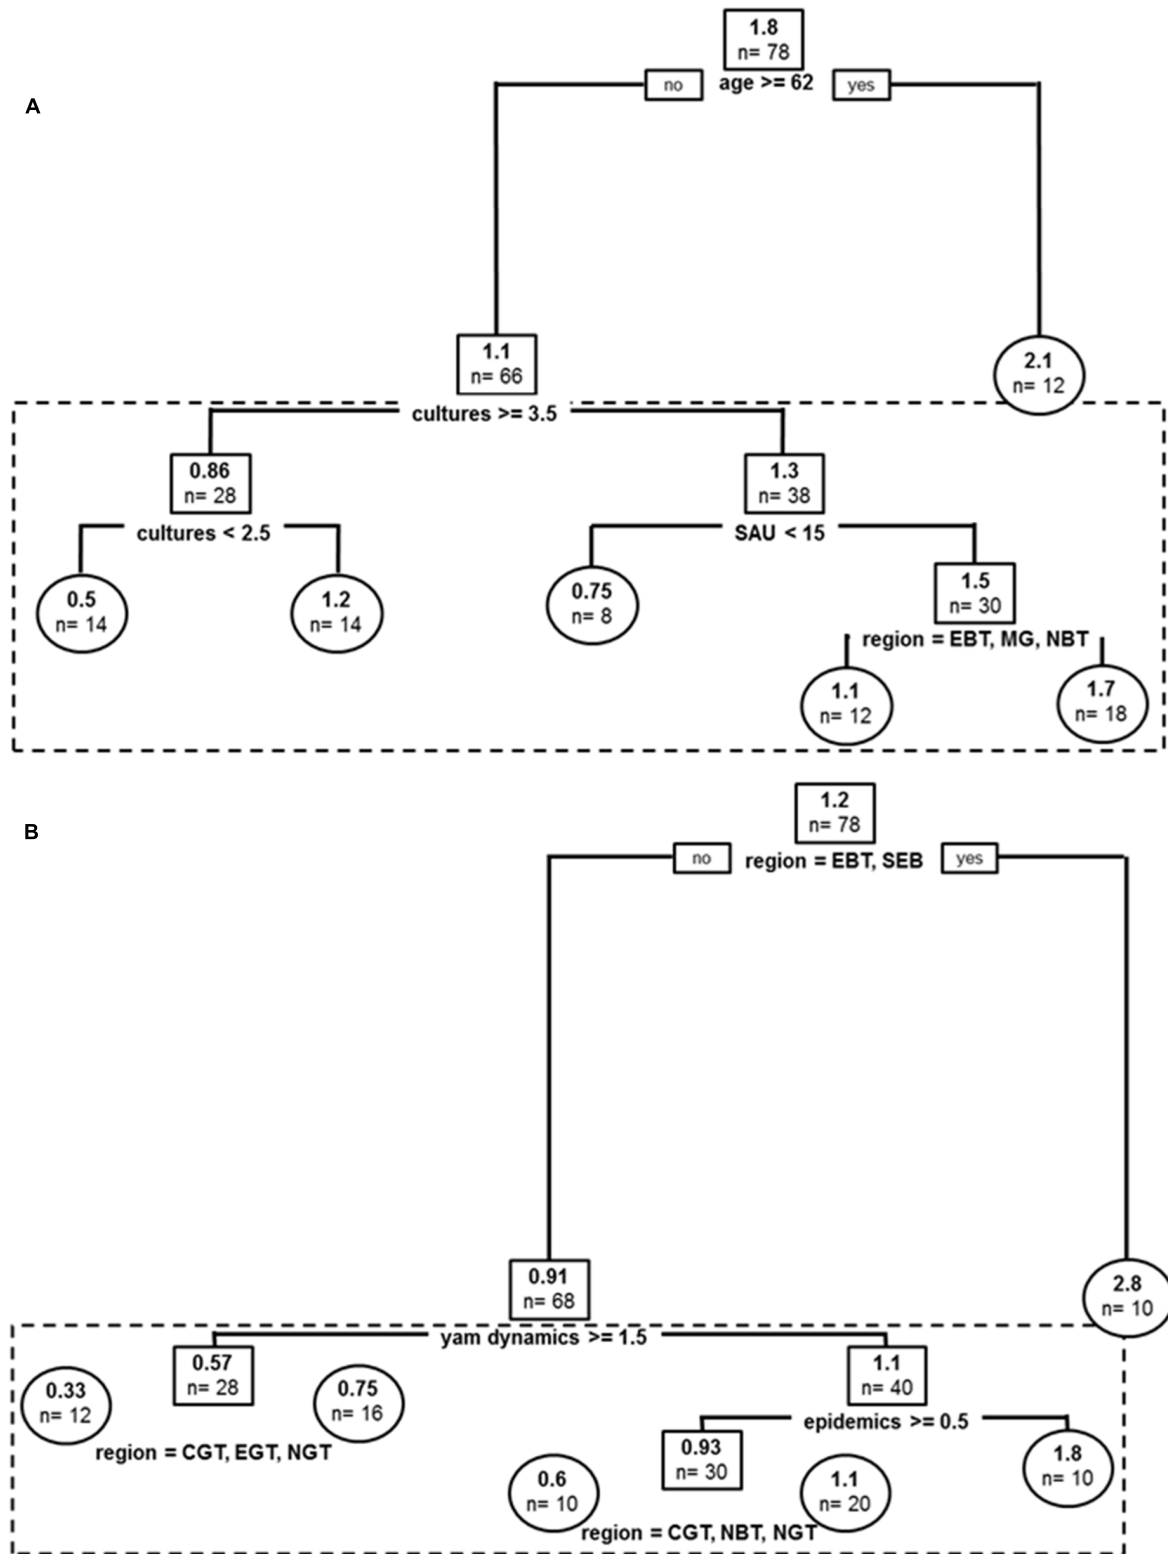 1.8
n= 78
no
age >= 62
yes
A
1.1
n= 66
2.1
n= 12
cultures >= 3.5
0.86
n= 28
1.3
n= 38
cultures < 2.5
SAU < 15
0.5
n= 14
1.2
n= 14
0.75
n= 8
1.5
n= 30
region = EBT, MG, NBT
1.1
n= 12
1.7
n= 18
1.2
n= 78
B
no
region = EBT, SEB
yes
0.91
n= 68
2.8
n= 10
yam dynamics >= 1.5
0.33
n= 12
0.57
n= 28
0.75
n= 16
1.1
n= 40
region = CGT, EGT, NGT
epidemics >= 0.5
0.6
n= 10
0.93
n= 30
1.1
n= 20
1.8
n= 10
region = CGT, NBT, NGT